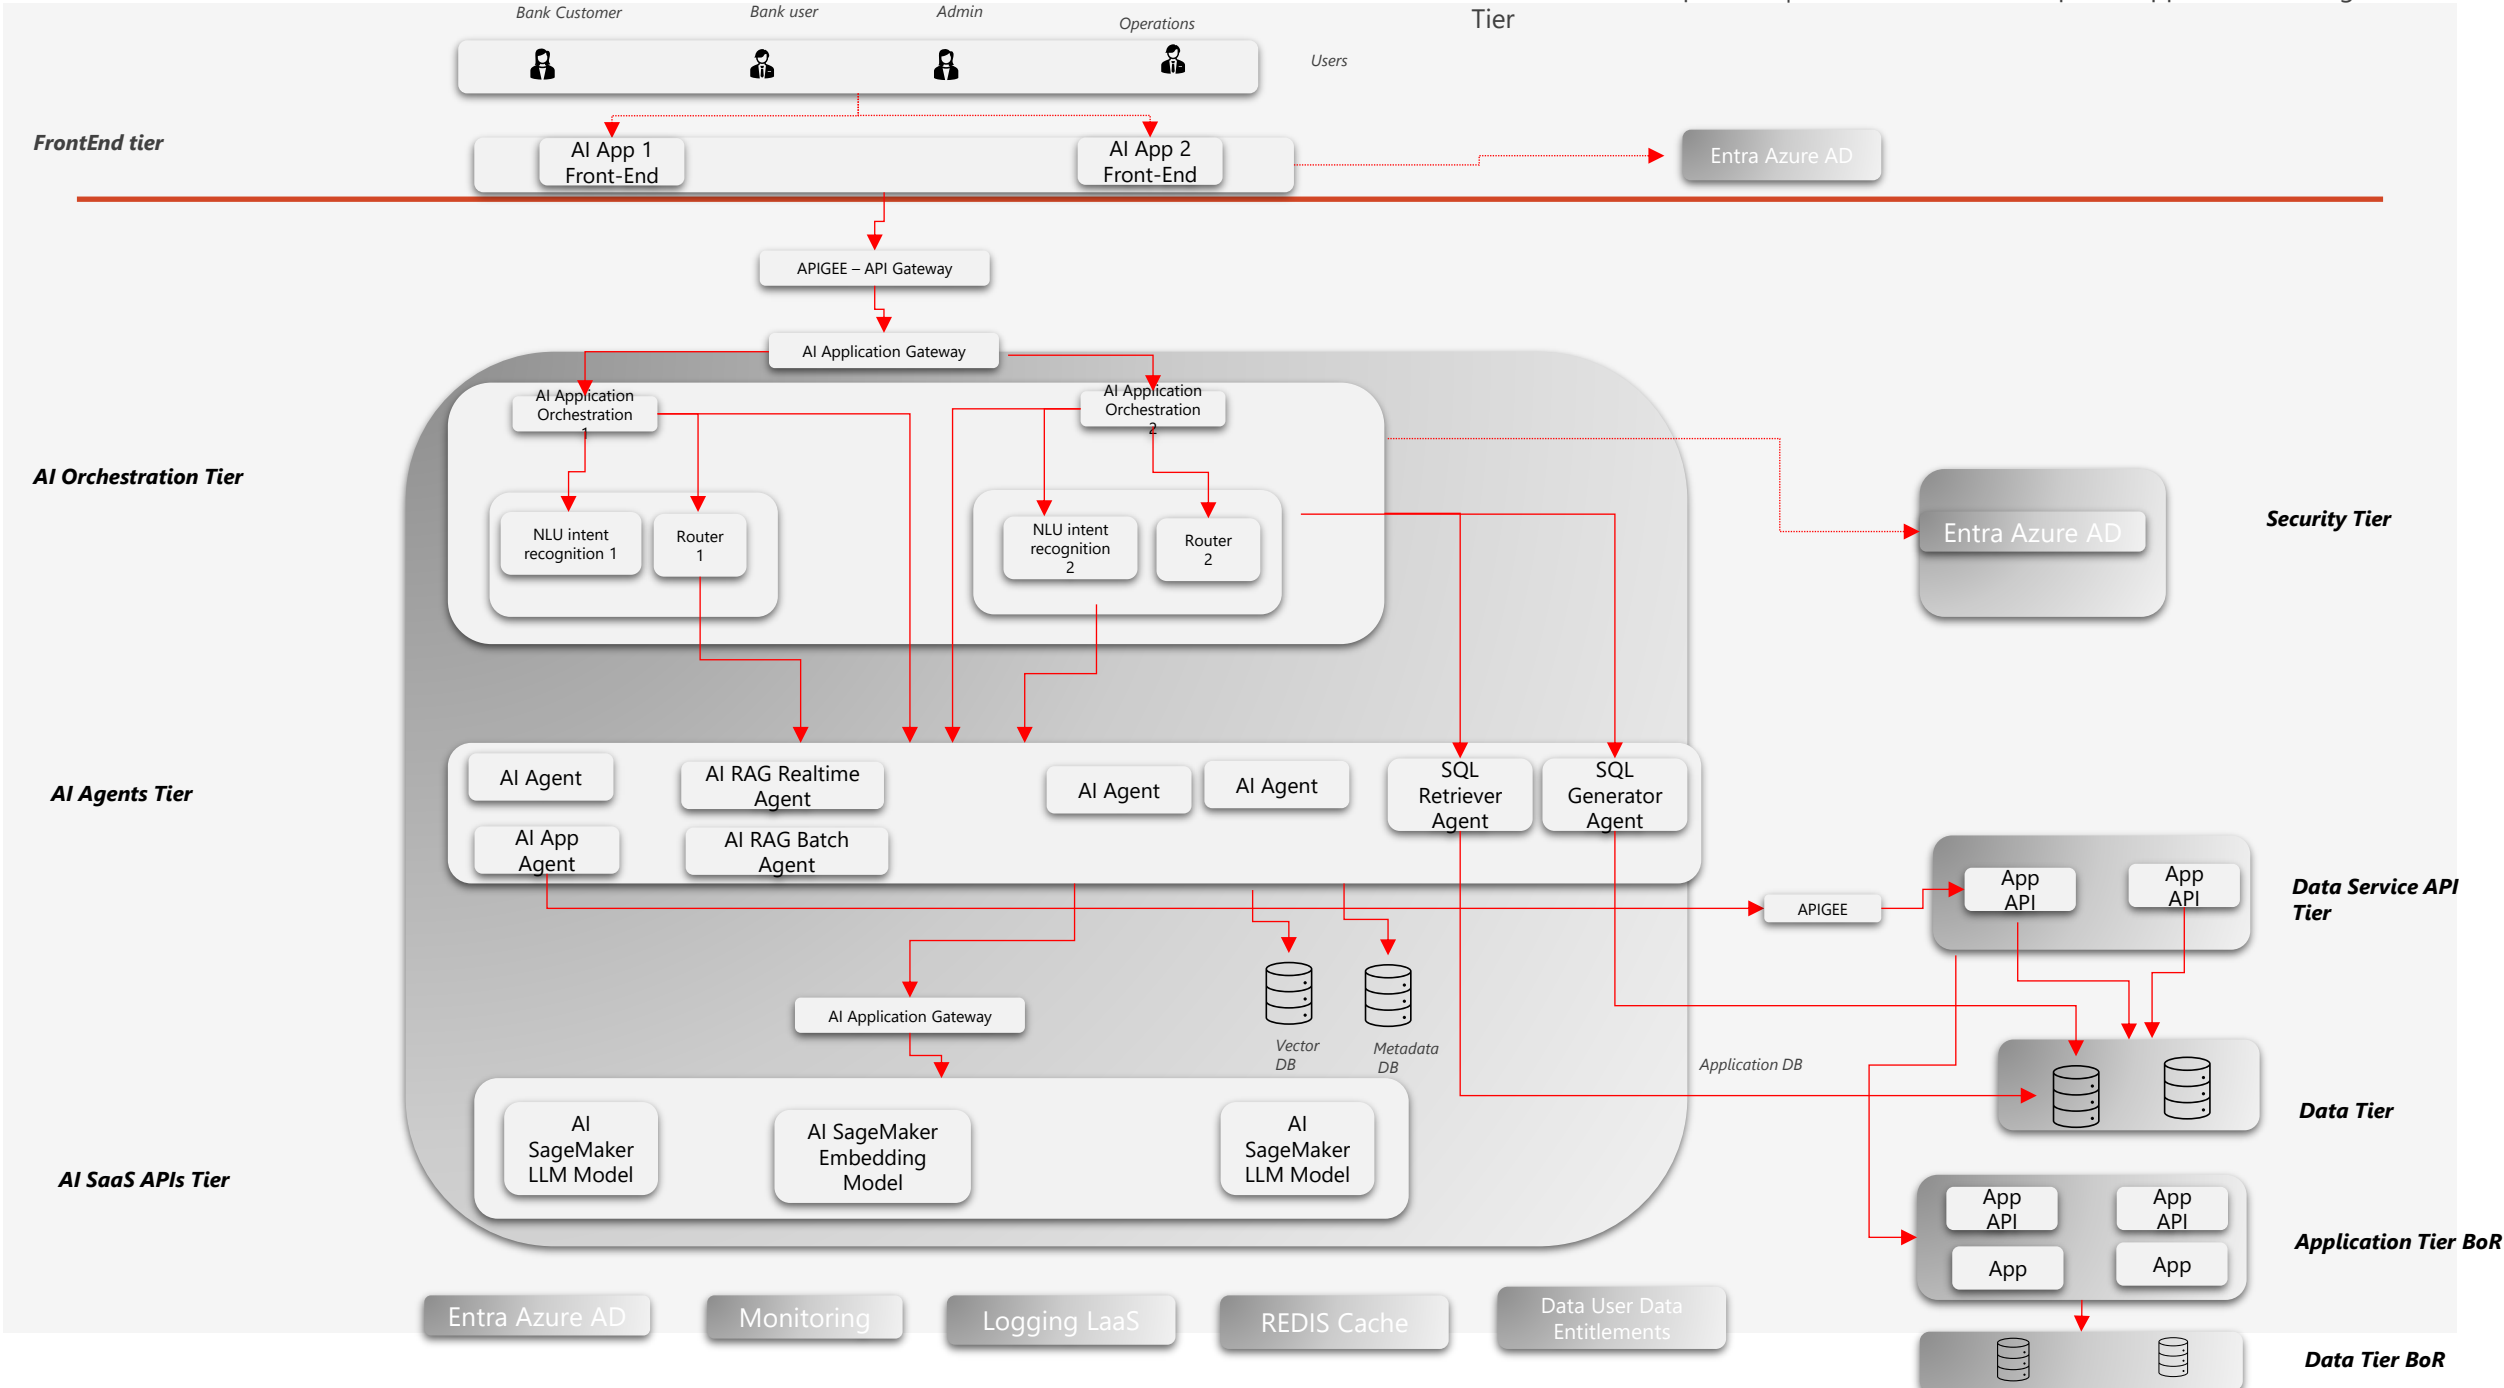 Tier
Bank Customer
Bank user
Admin
Operations
Users
FrontEnd tier
AI App 1
Front-End
AI App 2
Front-End
Entra Azure AD
APIGEE – API Gateway
AI Application Gateway
AI Application
Orchestration
1
AI Application
Orchestration
2
AI Orchestration Tier
NLU intent
recognition 1
Router
1
NLU intent
recognition
2
Router
2
Entra Azure AD
Security Tier
AI Agents Tier
AI Agent
AI RAG Realtime
Agent
AI Agent
AI Agent
SQL
Retriever
Agent
SQL
Generator
Agent
AI App
Agent
AI RAG Batch
Agent
APIGEE
App
API
App
API
Data Service API
Tier
AI Application Gateway
Vector
DB
Metadata
DB
Application DB
Data Tier
AI SaaS APIs Tier
AI
SageMaker
LLM Model
AI SageMaker
Embedding
Model
AI
SageMaker
LLM Model
App
API
App
API
App
App
Application Tier BoR
Entra Azure AD
Monitoring
Logging LaaS
REDIS Cache
Data User Data
Entitlements
Data Tier BoR